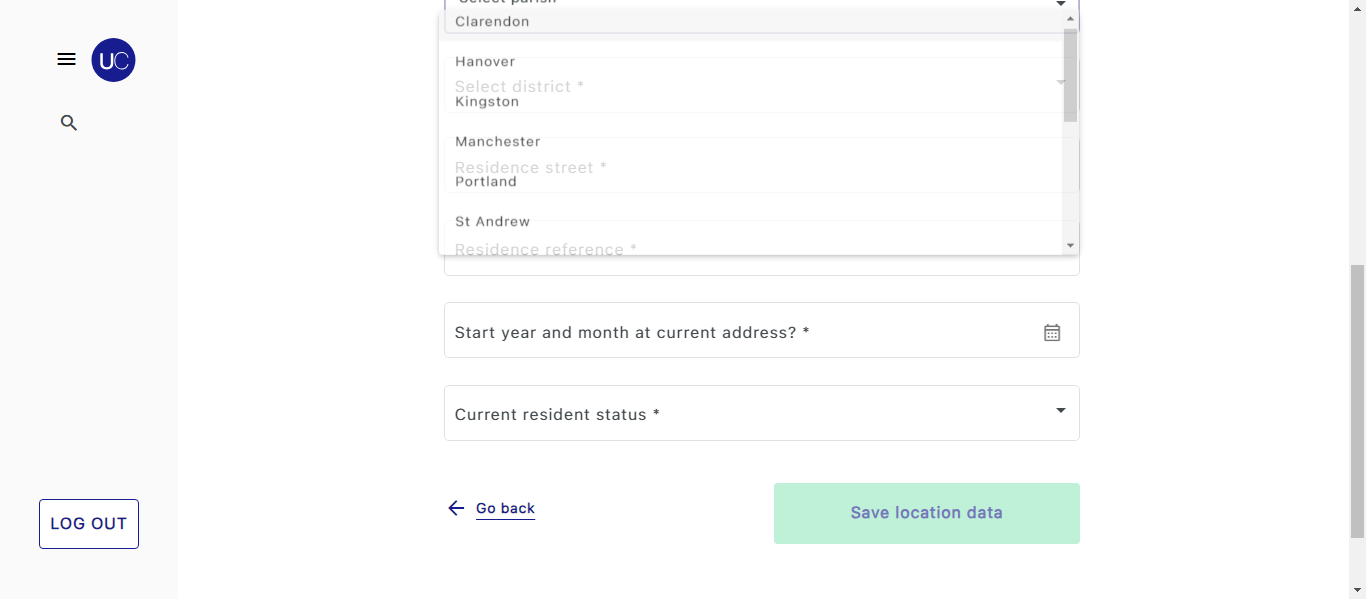 Select parish
Clarendon
UC
Hanover
Select district *
Kingston
Manchester
Residence street *
Portland
St Andrew
Residence reference *
Start year and month at current address? *
Current resident status *
Go back
Save location data
LOG OUT